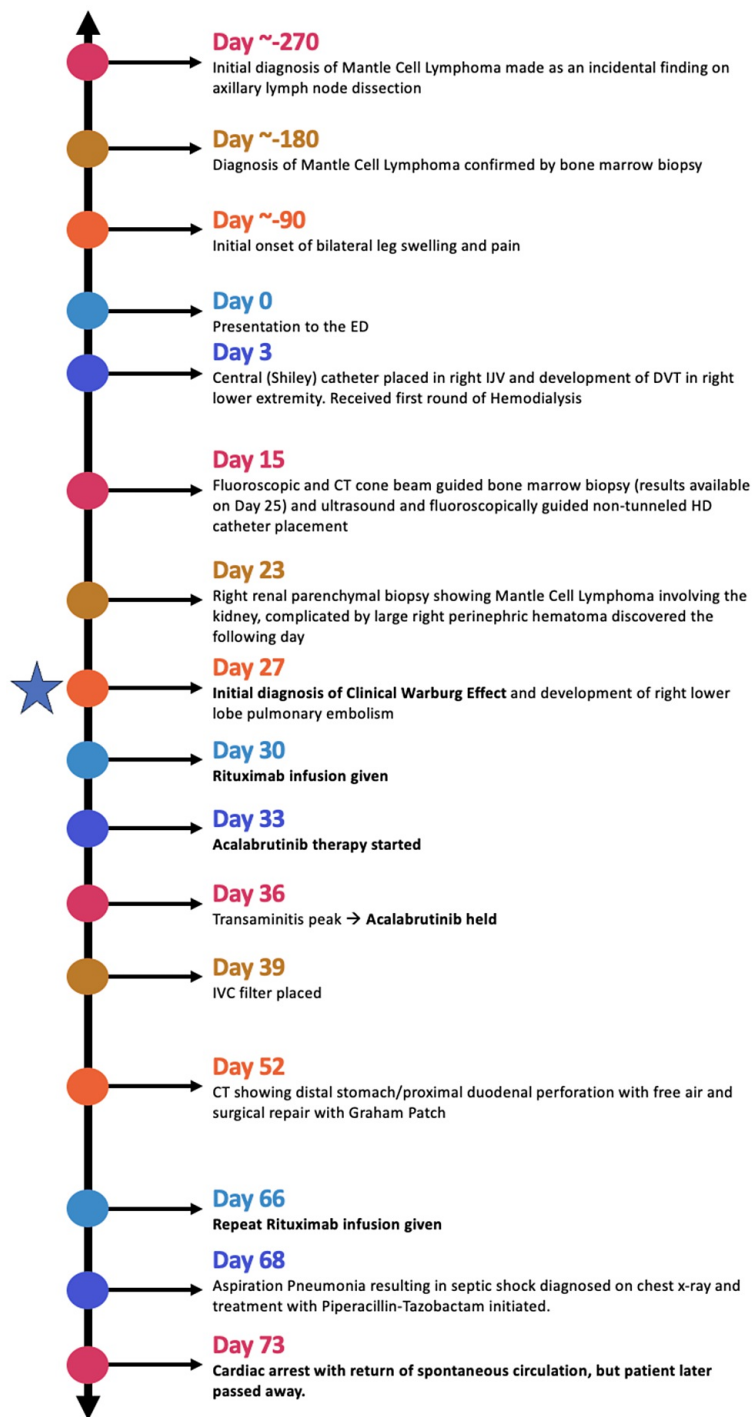 Day ~-270
Initial diagnosis of Mantle Cell Lymphoma made as an incidental finding on
axillary lymph node dissection
Day ~-180
Diagnosis of Mantle Cell Lymphoma confirmed by bone marrow biopsy
Day ~-90
Initial onset of bilateral leg swelling and pain
Day 0
Presentation to the ED
Day 3
Central (Shiley) catheter placed in right IJV and development of DVT in right
lower extremity. Received first round of Hemodialysis
Day 15
Fluoroscopic and CT cone beam guided bone marrow biopsy (results available
on Day 25) and ultrasound and fluoroscopically guided non-tunneled HD
catheter placement
Day 23
Right renal parenchymal biopsy showing Mantle Cell Lymphoma involving the
kidney, complicated by large right perinephric hematoma discovered the
following day
Day 27
Initial diagnosis of Clinical Warburg Effect and development of right lower
lobe pulmonary embolism
Day 30
Rituximab infusion given
Day 33
Acalabrutinib therapy started
Day 36
Transaminitis peak → Acalabrutinib held
Day 39
IVC filter placed
Day 52
CT showing distal stomach/proximal duodenal perforation with free air and
surgical repair with Graham Patch
Day 66
Repeat Rituximab infusion given
Day 68
Aspiration Pneumonia resulting in septic shock diagnosed on chest x-ray and
treatment with Piperacillin-Tazobactam initiated.
Day 73
Cardiac arrest with return of spontaneous circulation, but patient later
passed away.